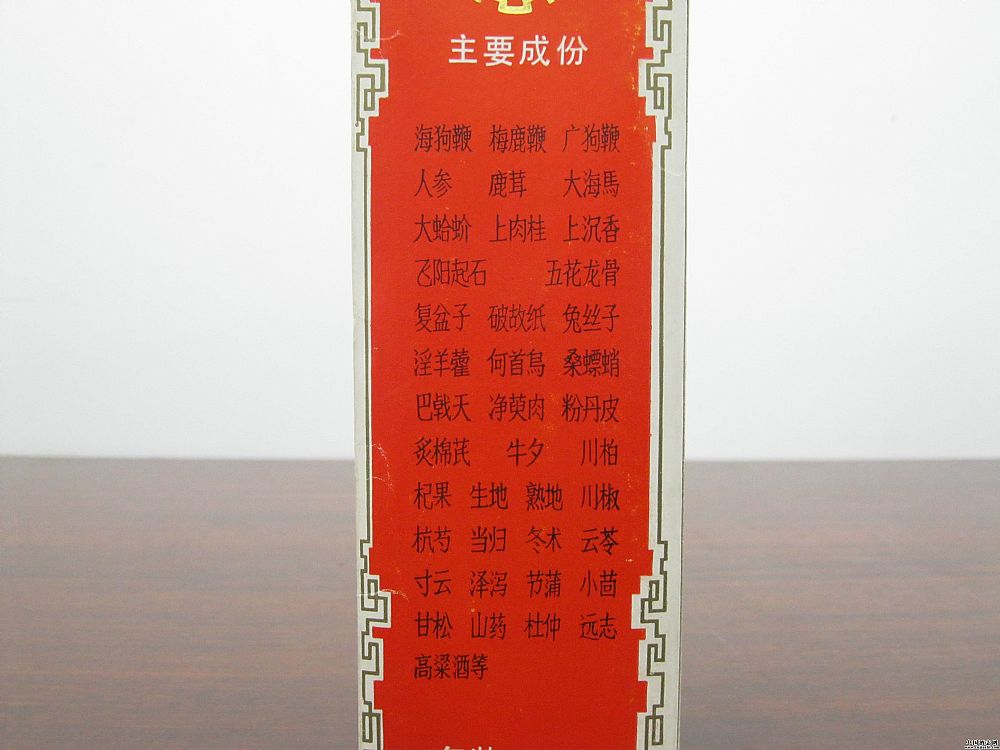 主要成份
海狗鞭 梅鹿鞭 广狗鞭
人参 鹿茸 大海馬
大蛤蚧 上肉桂 上沉香
飞阳起石 五花龙骨
复盆子 破故纸 兔丝子
淫羊藿 何首烏 桑螵蛸
巴戟天 净萸肉 粉丹皮
炙棉芪 牛夕 川柏
杞果 生地 熟地 川椒
杭芍 当归 冬术 云苓
寸云 泽泻 节蒲 小茴
甘松 山药 杜仲 远志
高粱酒等